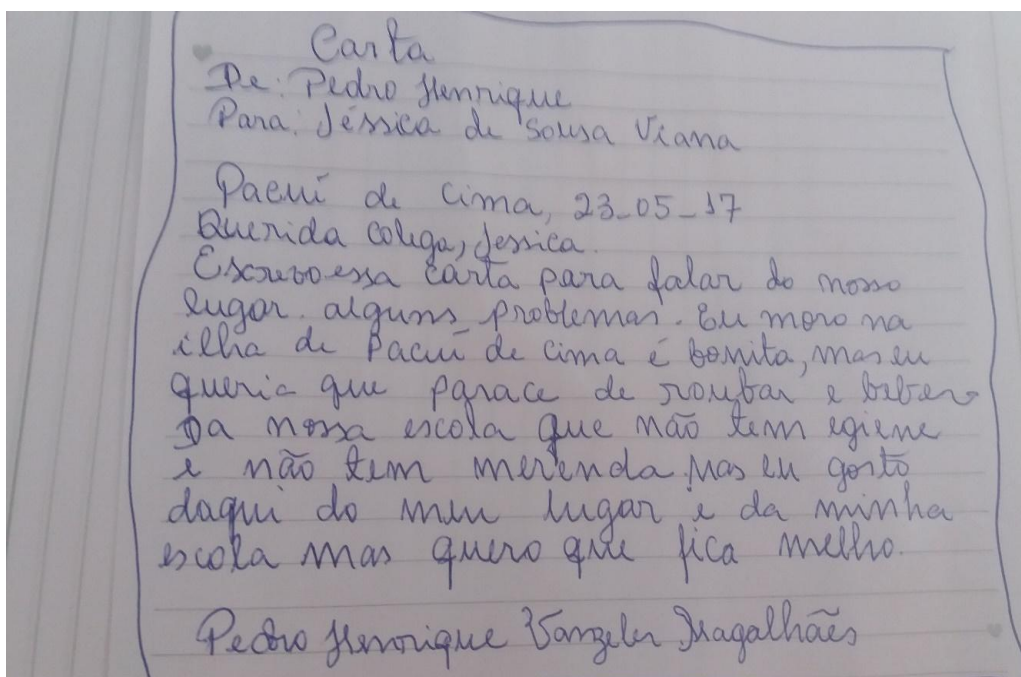 Carta
De: Pedro Henrique
Para: Jéssica de Sousa Viana
Pacuí de Cima, 23-05-17
Querida colega, Jessica.
Escrevo essa carta para falar do nosso
lugar. alguns problemas. Eu moro na
ilha de Pacuí de cima é bonita, mas eu
queria que parace de roubar e beber.
Da nossa escola que não tem egiene
e não tem merenda. Mas eu gosto
daqui do meu lugar e da minha
escola mas quero que fica melho.
Pedro Henrique Vanzeler Magalhães